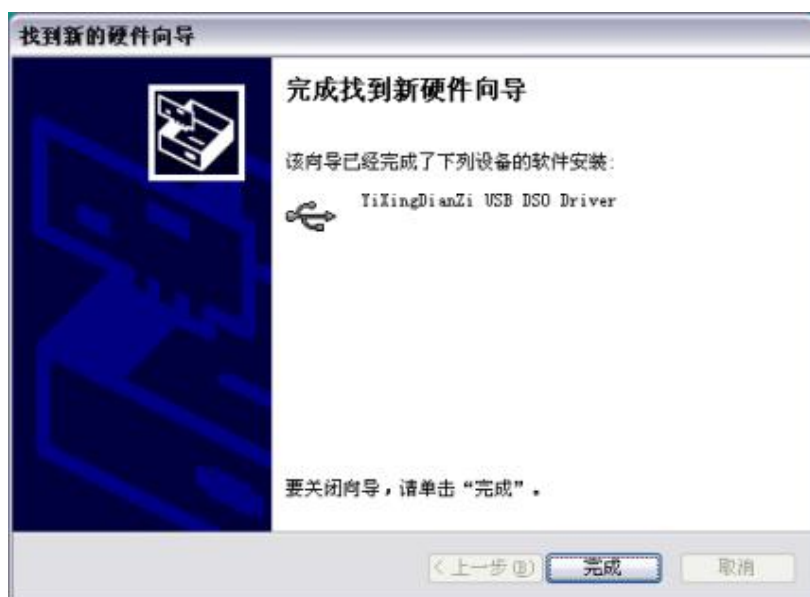 找到新的硬件向导
完成找到新硬件向导
该向导已经完成了下列设备的软件安装:
YiXingDianZi USB DSO Driver
要关闭向导，请单击“完成”。
< 上一步(B)
完成
取消